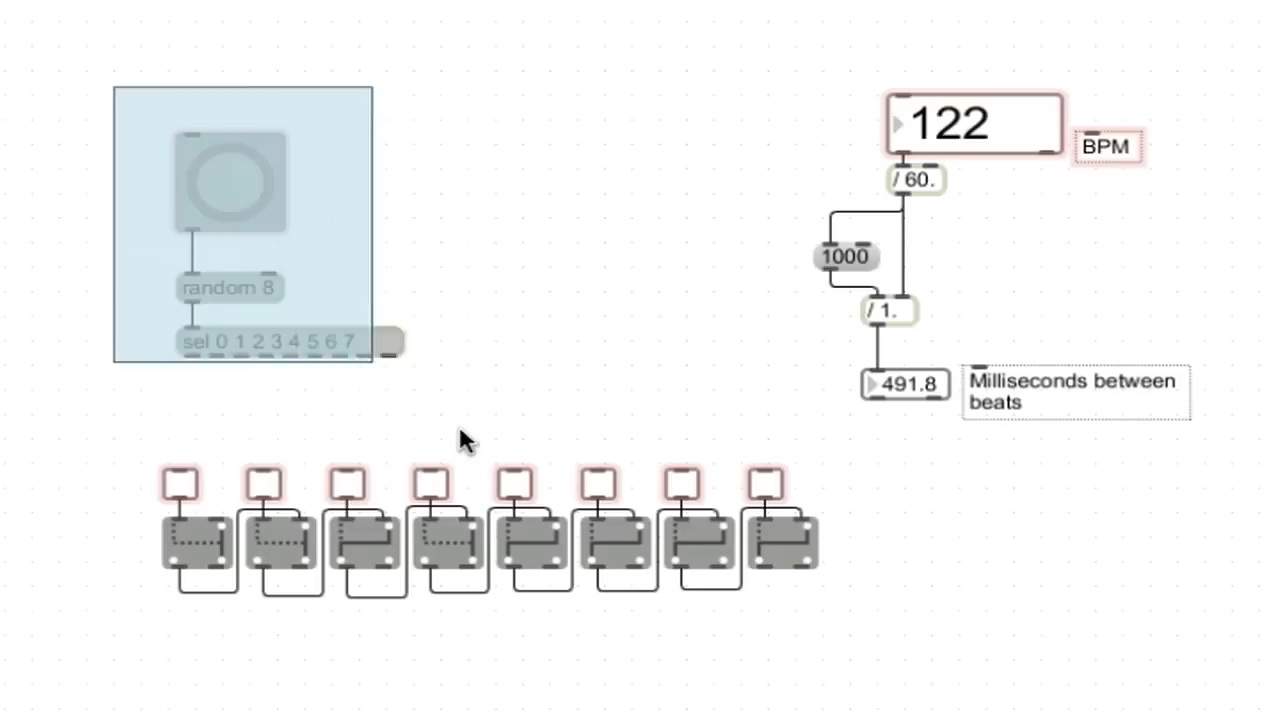 122
BPM
/ 60.
1000
random 8
/ 1.
sel 0 1 2 3 4 5 6 7
491.8
Milliseconds between
beats